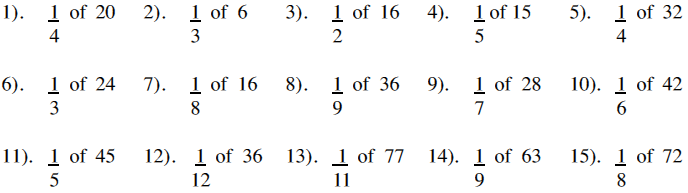 1). 1/4 of 20 2). 1/3 of 6 3). 1/2 of 16 4). 1/5 of 15 5). 1/4 of 32
6). 1/3 of 24 7). 1/8 of 16 8). 1/9 of 36 9). 1/7 of 28 10). 1/6 of 42
11). 1/5 of 45 12). 1/12 of 36 13). 1/11 of 77 14). 1/9 of 63 15). 1/8 of 72